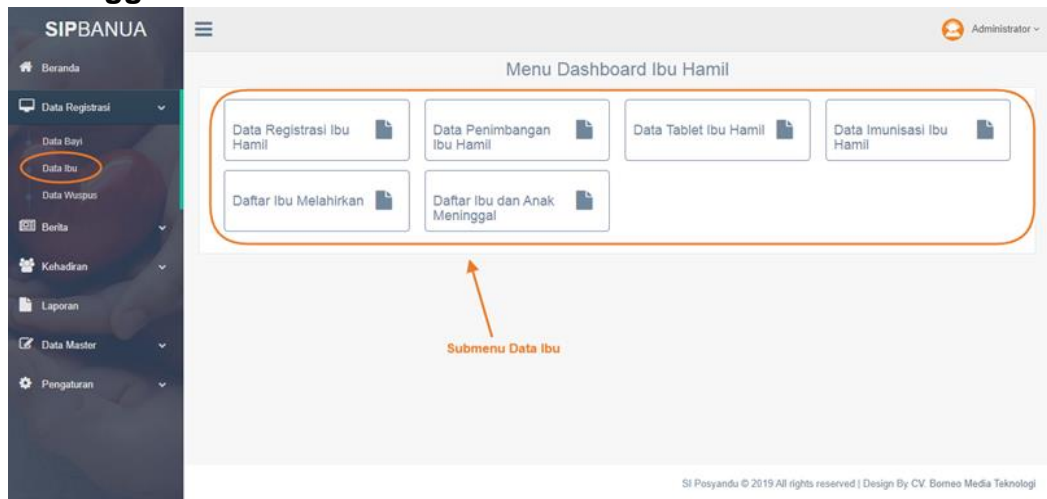 SIPBANUA
Administrator
Beranda
Menu Dashboard Ibu Hamil
Data Registrasi
Data Bayi
Data Ibu
Data Wuspus
Data Registrasi Ibu
Hamil
Data Penimbangan
Ibu Hamil
Data Tablet Ibu Hamil
Data Imunisasi Ibu
Hamil
Daftar Ibu Melahirkan
Daftar Ibu dan Anak
Meninggal
Berita
Kehadiran
Laporan
Data Master
Pengaturan
Submenu Data Ibu
SI Posyandu © 2019 All rights reserved | Design By CV. Borneo Media Teknologi